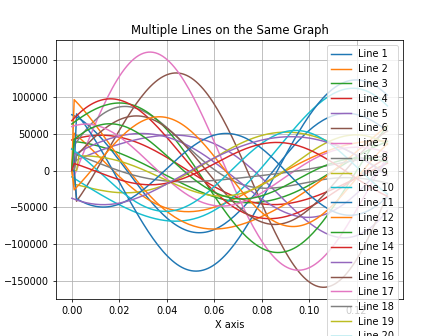 Multiple Lines on the Same Graph
150000
100000
50000
0
−50000
−100000
−150000
0.00
0.02
0.04
0.06
0.08
0.10
X axis
Line 1
Line 2
Line 3
Line 4
Line 5
Line 6
Line 7
Line 8
Line 9
Line 10
Line 11
Line 12
Line 13
Line 14
Line 15
Line 16
Line 17
Line 18
Line 19
Line 20